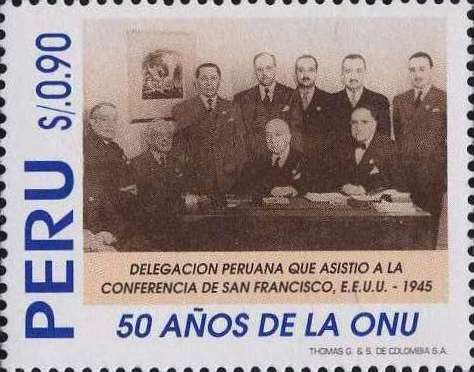 PERU S/.0.90
DELEGACION PERUANA QUE ASISTIO A LA
CONFERENCIA DE SAN FRANCISCO, E.E.U.U. - 1945
50 AÑOS DE LA ONU
THOMAS G. & S. DE COLOMBIA S.A.